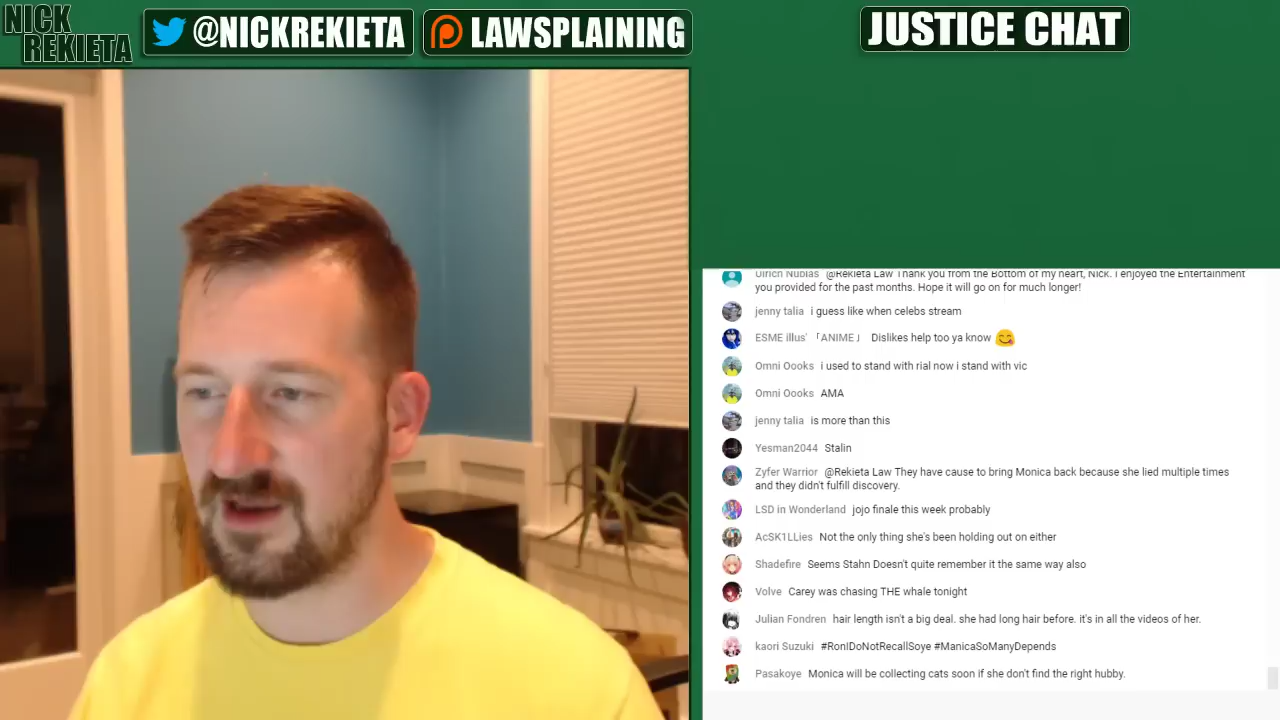 NICK
REKIETA
@NICKREKIETA
LAWSPLAINING
JUSTICE CHAT
Ulrich Nublas @Rekieta Law Thank you from the Bottom of my heart, Nick. I enjoyed the Entertainment
you provided for the past months. Hope it will go on for much longer!
jenny talia i guess like when celebs stream
ESME illus' 「ANIME」 Dislikes help too ya know
Omni Oooks i used to stand with rial now i stand with vic
Omni Oooks AMA
jenny talia is more than this
Yesman2044 Stalin
Zyfer Warrior @Rekieta Law They have cause to bring Monica back because she lied multiple times
and they didn't fulfill discovery.
LSD in Wonderland jojo finale this week probably
AcSK1LLies Not the only thing she's been holding out on either
Shadefire Seems Stahn Doesn't quite remember it the same way also
Volve Carey was chasing THE whale tonight
Julian Fondren hair length isn't a big deal. she had long hair before. it's in all the videos of her.
kaori Suzuki #RonIDoNotRecallSoye #ManicaSoManyDepends
Pasakoye Monica will be collecting cats soon if she don't find the right hubby.